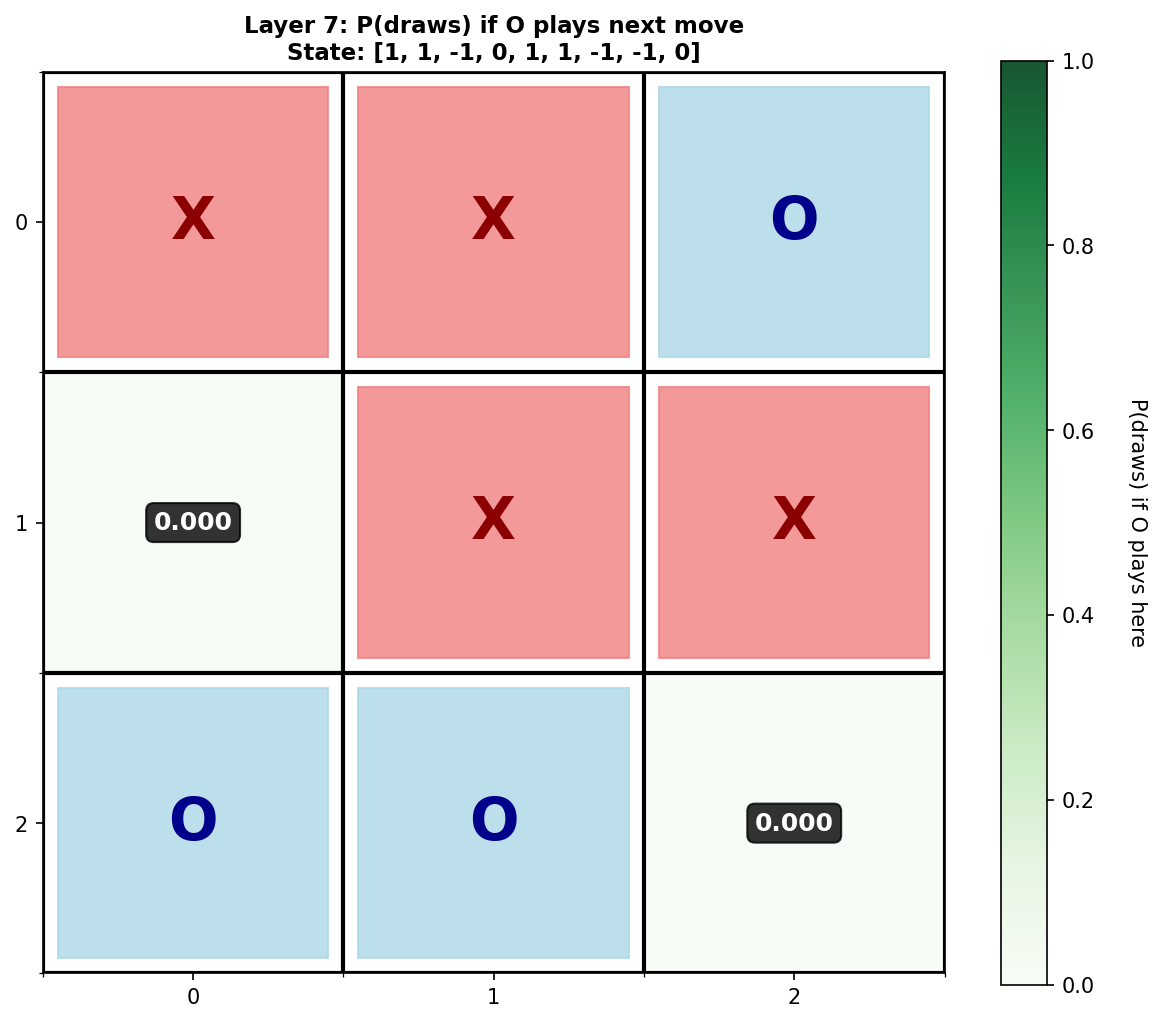 Layer 7: P(draws) if O plays next move
State: [1, 1, -1, 0, 1, 1, -1, -1, 0]
X X O
0.000 X X
O O 0.000
0
1
2
0 1 2
1.0
0.8
0.6
0.4
0.2
0.0
P(draws) if O plays here